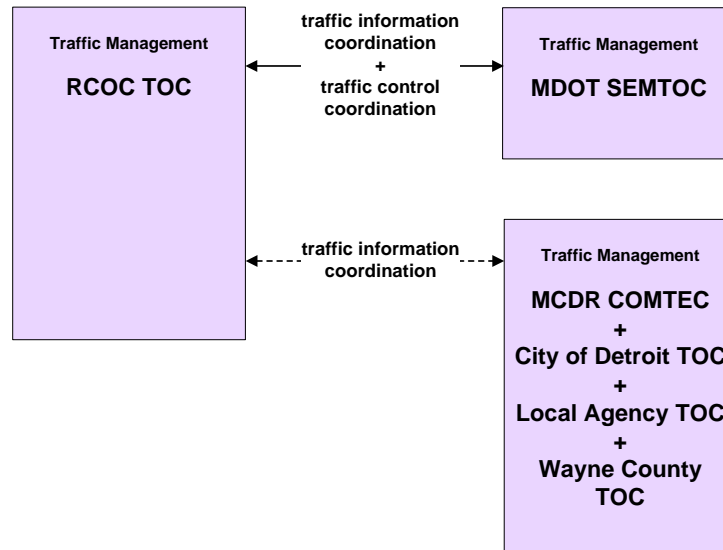 Traffic Management
RCOC TOC
traffic information
coordination
+
traffic control
coordination
Traffic Management
MDOT SEMTOC
traffic information
coordination
Traffic Management
MCDR COMTEC
+
City of Detroit TOC
+
Local Agency TOC
+
Wayne County
TOC